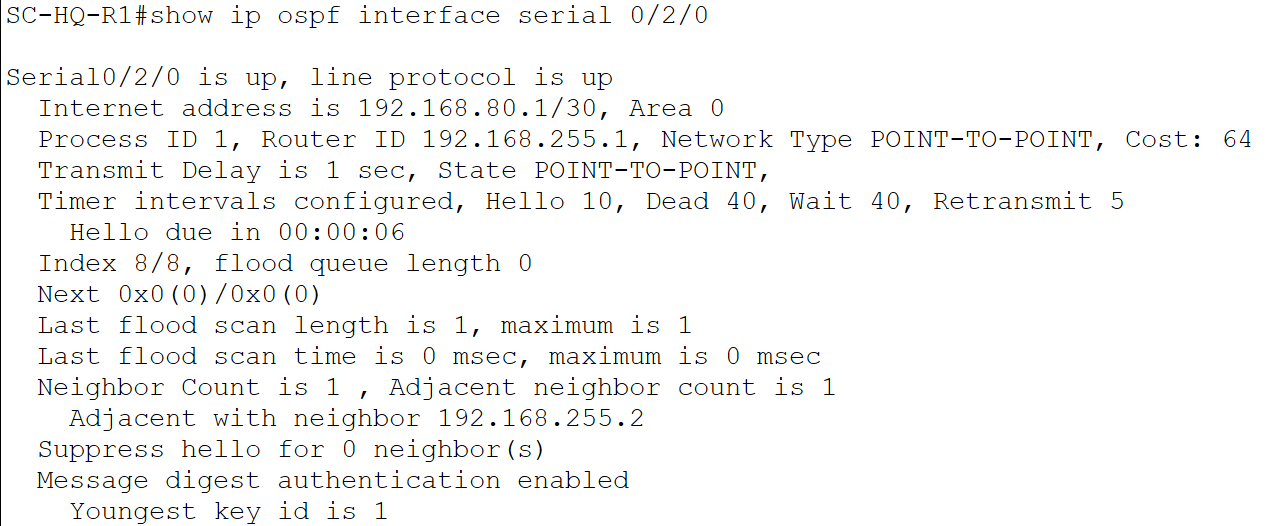 SC-HQ-R1#show ip ospf interface serial 0/2/0
Serial0/2/0 is up, line protocol is up
Internet address is 192.168.80.1/30, Area 0
Process ID 1, Router ID 192.168.255.1, Network Type POINT-TO-POINT, Cost: 64
Transmit Delay is 1 sec, State POINT-TO-POINT,
Timer intervals configured, Hello 10, Dead 40, Wait 40, Retransmit 5
Hello due in 00:00:06
Index 8/8, flood queue length 0
Next 0x0(0)/0x0(0)
Last flood scan length is 1, maximum is 1
Last flood scan time is 0 msec, maximum is 0 msec
Neighbor Count is 1 , Adjacent neighbor count is 1
Adjacent with neighbor 192.168.255.2
Suppress hello for 0 neighbor(s)
Message digest authentication enabled
Youngest key id is 1